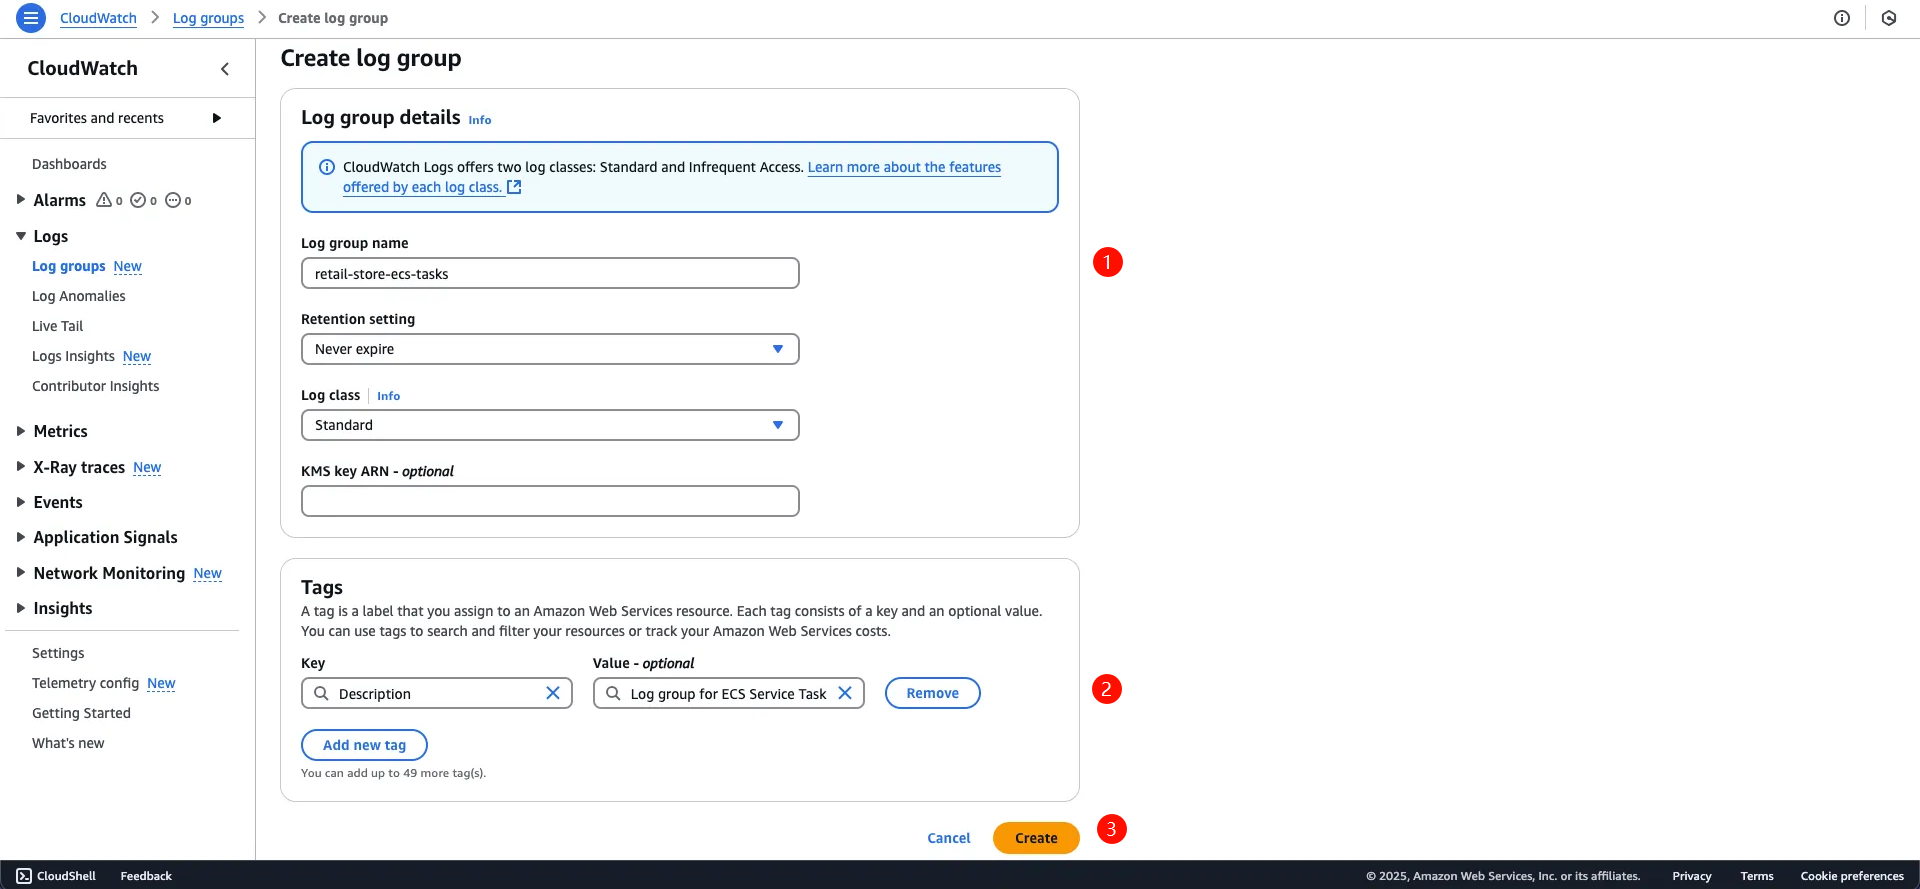 CloudWatch > Log groups > Create log group
CloudWatch
Favorites and recents
Dashboards
Alarms 0 0 0
Logs
Log groups New
Log Anomalies
Live Tail
Logs Insights New
Contributor Insights
Metrics
X-Ray traces New
Events
Application Signals
Network Monitoring New
Insights
Settings
Telemetry config New
Getting Started
What's new
Create log group
Log group details Info
CloudWatch Logs offers two log classes: Standard and Infrequent Access. Learn more about the features
offered by each log class.
Log group name
retail-store-ecs-tasks
1
Retention setting
Never expire
Log class Info
Standard
KMS key ARN - optional
Tags
A tag is a label that you assign to an Amazon Web Services resource. Each tag consists of a key and an optional value.
You can use tags to search and filter your resources or track your Amazon Web Services costs.
Key Value - optional
Description Log group for ECS Service Task Remove
2
Add new tag
You can add up to 49 more tag(s).
Cancel Create
3
CloudShell Feedback © 2025, Amazon Web Services, Inc. or its affiliates. Privacy Terms Cookie preferences